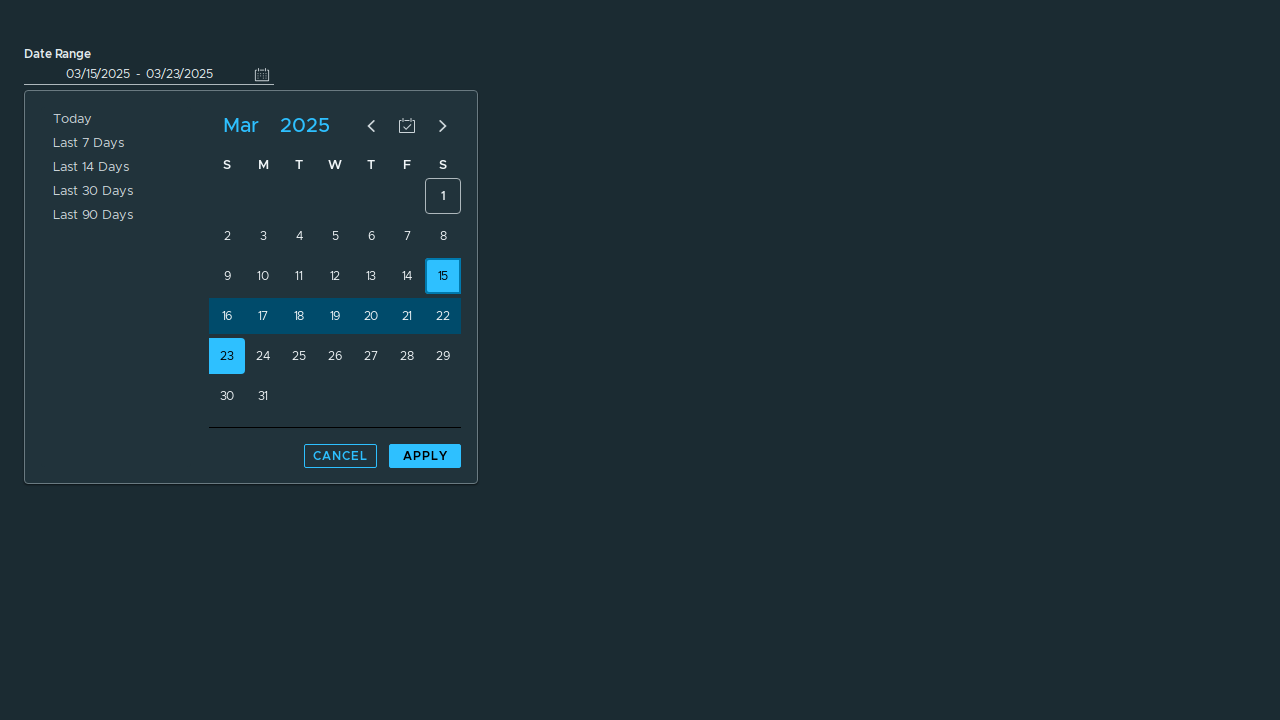 Date Range
03/15/2025 - 03/23/2025
Today
Last 7 Days
Last 14 Days
Last 30 Days
Last 90 Days
Mar 2025
S M T W T F S
1
2 3 4 5 6 7 8
9 10 11 12 13 14 15
16 17 18 19 20 21 22
23 24 25 26 27 28 29
30 31
CANCEL APPLY